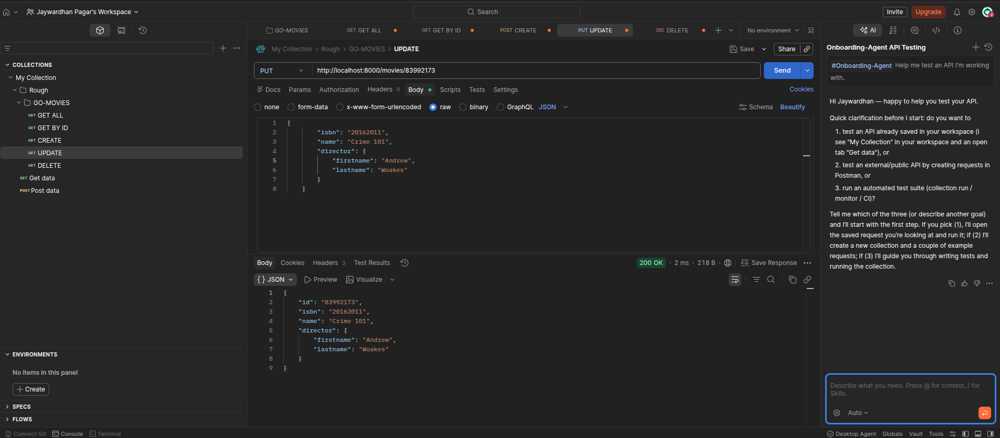 Jaywardhan Pagar's Workspace
Search
Invite
Upgrade
COLLECTIONS
My Collection
Rough
GO-MOVIES
GET GET ALL
GET GET BY ID
GET CREATE
GET UPDATE
GET DELETE
GET Get data
POST Post data
ENVIRONMENTS
No items in this panel
Create
SPECS
FLOWS
GO-MOVIES
GET GET ALL
GET GET BY ID
POST CREATE
PUT UPDATE
DEL DELETE
No environment
HTTP My Collection > Rough > GO-MOVIES > UPDATE
Save
Share
PUT
http://localhost:8000/movies/83992173
Send
Docs Params Authorization Headers 9 Body Scripts Tests Settings
Cookies
none form-data x-www-form-urlencoded raw binary GraphQL JSON
Schema Beautify
1 {
2 "isbn": "20162011",
3 "name": "Crime 101",
4 "director": {
5 "firstname": "Andrew",
6 "lastname": "Woakes"
7 }
8 }
Body Cookies Headers 3 Test Results
200 OK • 2 ms • 218 B
e.g. Save Response
{} JSON Preview Visualize
1 {
2 "id": "83992173",
3 "isbn": "20162011",
4 "name": "Crime 101",
5 "director": {
6 "firstname": "Andrew",
7 "lastname": "Woakes"
8 }
9 }
AI
Onboarding-Agent API Testing
#Onboarding-Agent Help me test an API I'm working
with.
Hi Jaywardhan — happy to help you test your API.
Quick clarification before I start: do you want to
1. test an API already saved in your workspace (I
see "My Collection" in your workspace and an open
tab "Get data"), or
2. test an external/public API by creating requests in
Postman, or
3. run an automated test suite (collection run /
monitor / CI)?
Tell me which of the three (or describe another goal)
and I'll start with the first step. If you pick (1), I'll open
the saved request you're looking at and run it; if (2) I'll
create a new collection and a couple of example
requests; if (3) I'll guide you through writing tests and
running the collection.
Describe what you need. Press @ for context, / for
Skills.
Auto
Connect Git Console Terminal
Desktop Agent Globals Vault Tools